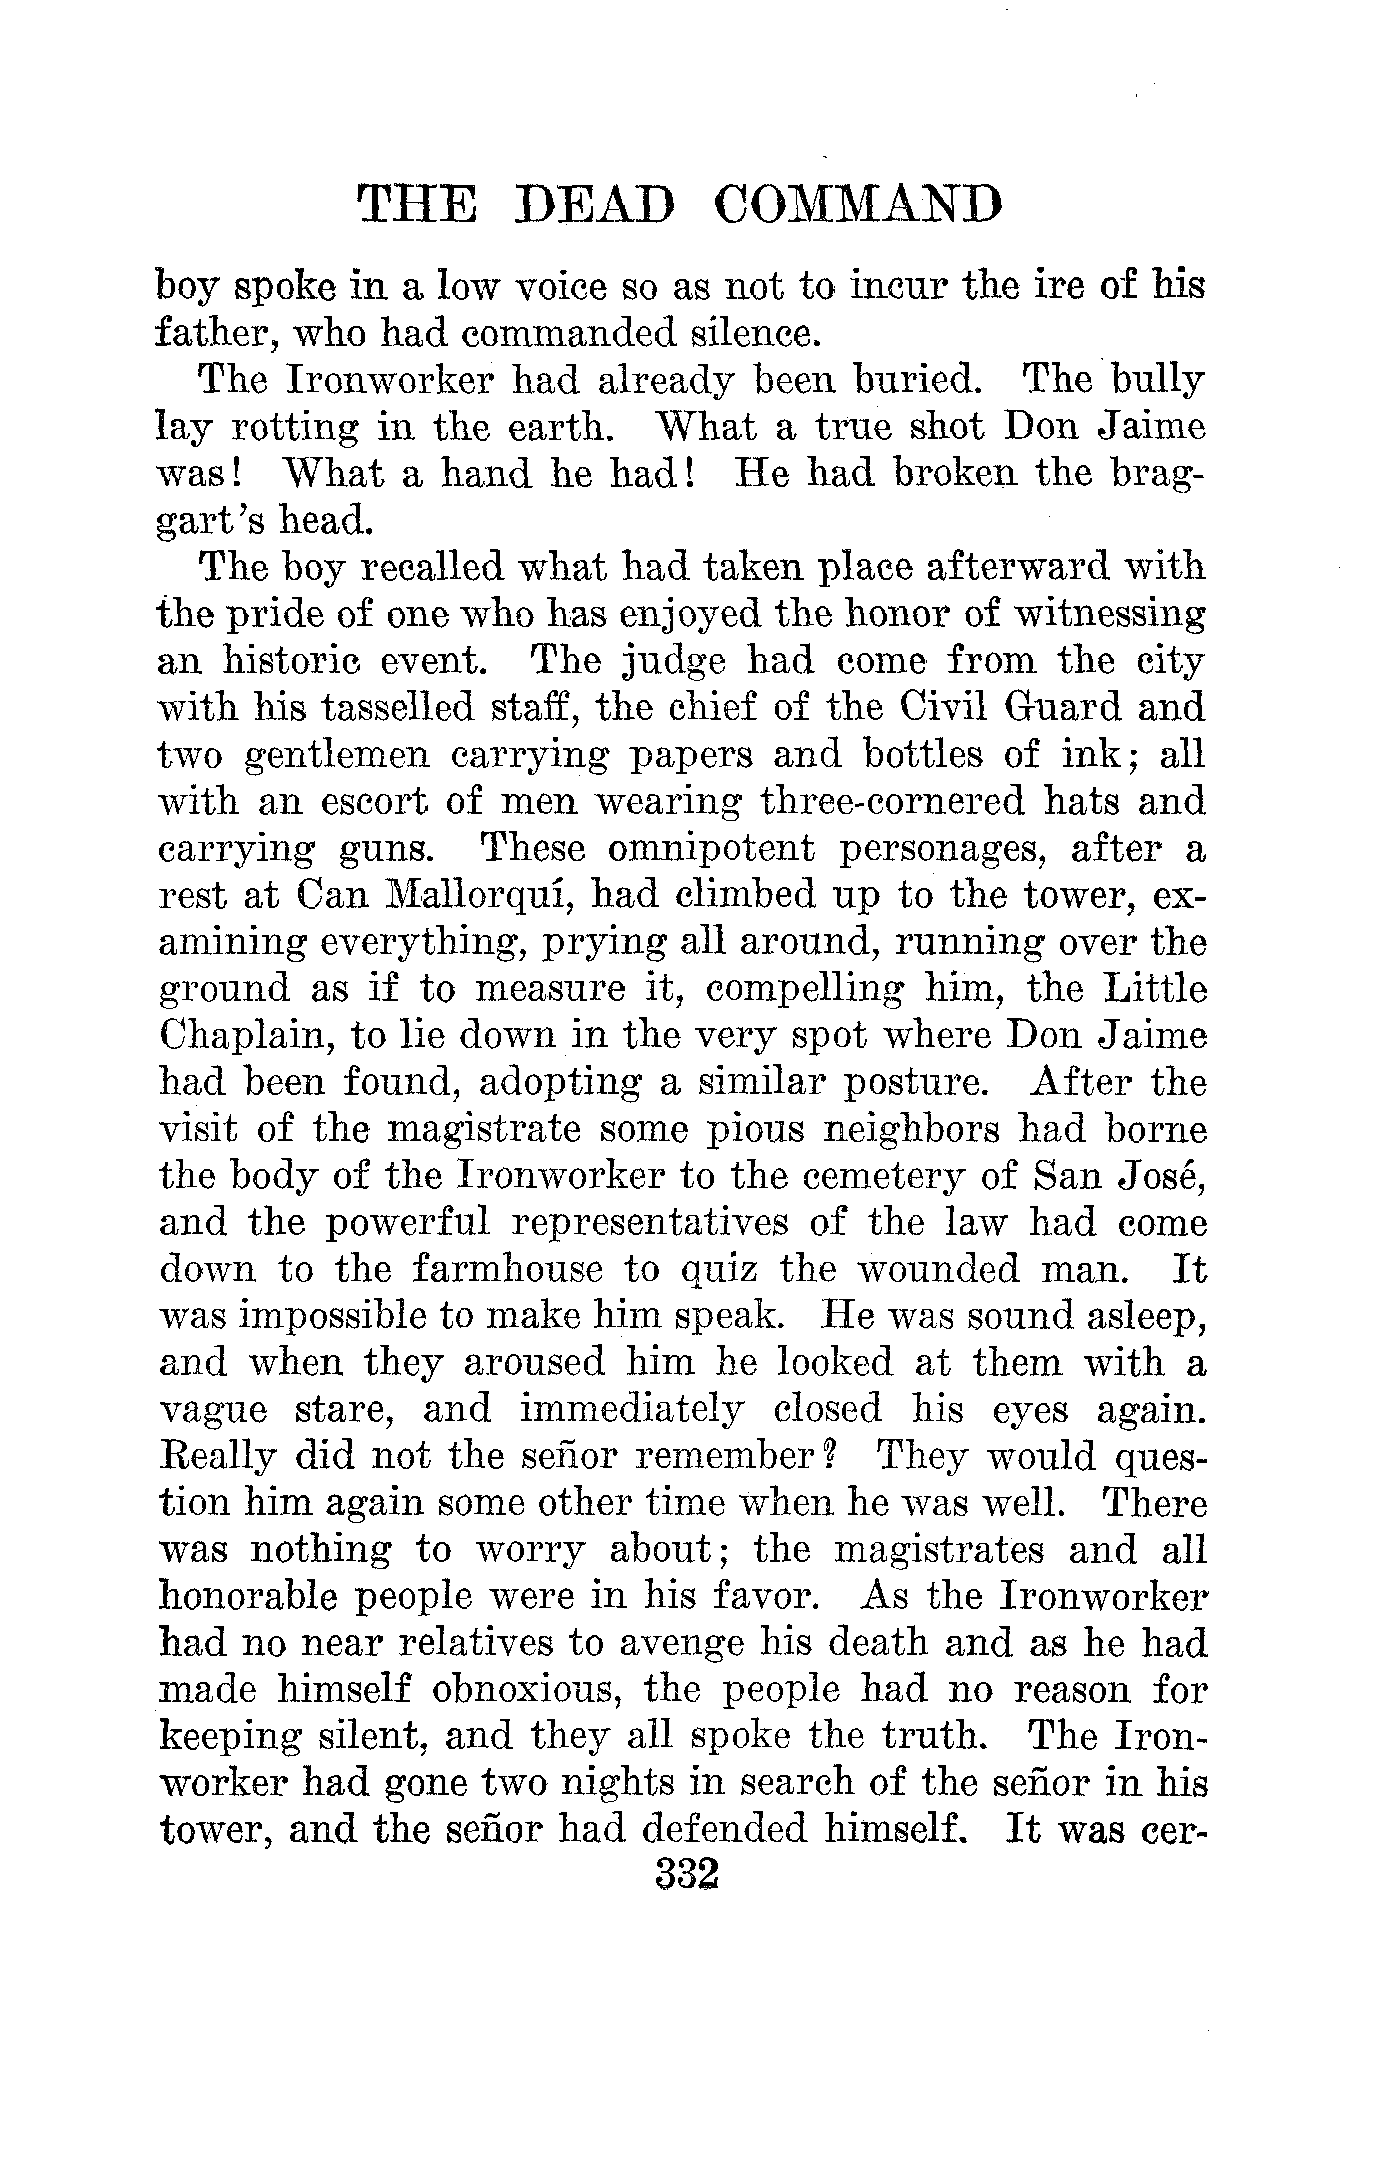 THE DEAD COMMAND
boy spoke in a low voice so as not to incur the ire of his
father, who had commanded silence.
The Ironworker had already been buried. The bully
lay rotting in the earth. What a true shot Don Jaime
was! What a hand he had! He had broken the brag-
gart's head.
The boy recalled what had taken place afterward with
the pride of one who has enjoyed the honor of witnessing
an historic event. The judge had come from the city
with his tasselled staff, the chief of the Civil Guard and
two gentlemen carrying papers and bottles of ink; all
with an escort of men wearing three-cornered hats and
carrying guns. These omnipotent personages, after a
rest at Can Mallorquí, had climbed up to the tower, ex-
amining everything, prying all around, running over the
ground as if to measure it, compelling him, the Little
Chaplain, to lie down in the very spot where Don Jaime
had been found, adopting a similar posture. After the
visit of the magistrate some pious neighbors had borne
the body of the Ironworker to the cemetery of San José,
and the powerful representatives of the law had come
down to the farmhouse to quiz the wounded man. It
was impossible to make him speak. He was sound asleep,
and when they aroused him he looked at them with a
vague stare, and immediately closed his eyes again.
Really did not the señor remember? They would ques-
tion him again some other time when he was well. There
was nothing to worry about; the magistrates and all
honorable people were in his favor. As the Ironworker
had no near relatives to avenge his death and as he had
made himself obnoxious, the people had no reason for
keeping silent, and they all spoke the truth. The Iron-
worker had gone two nights in search of the señor in his
tower, and the señor had defended himself. It was cer-
332